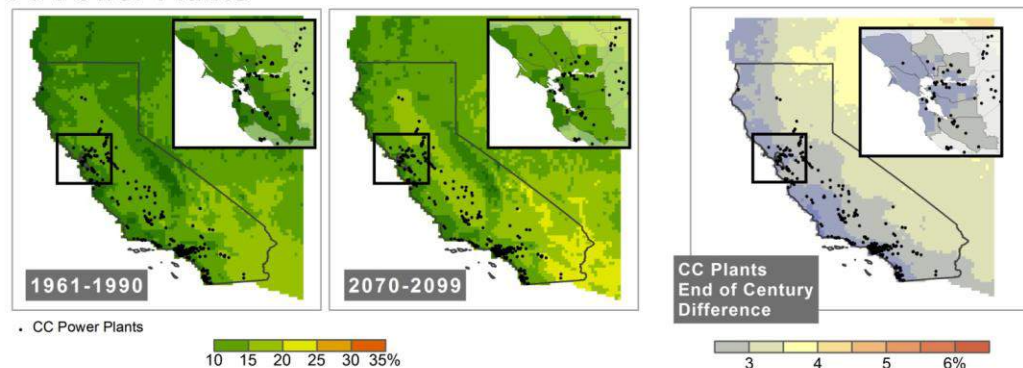 1961-1990
2070-2099
CC Plants
End of Century
Difference
CC Power Plants
10 15 20 25 30 35%
3 4 5 6%